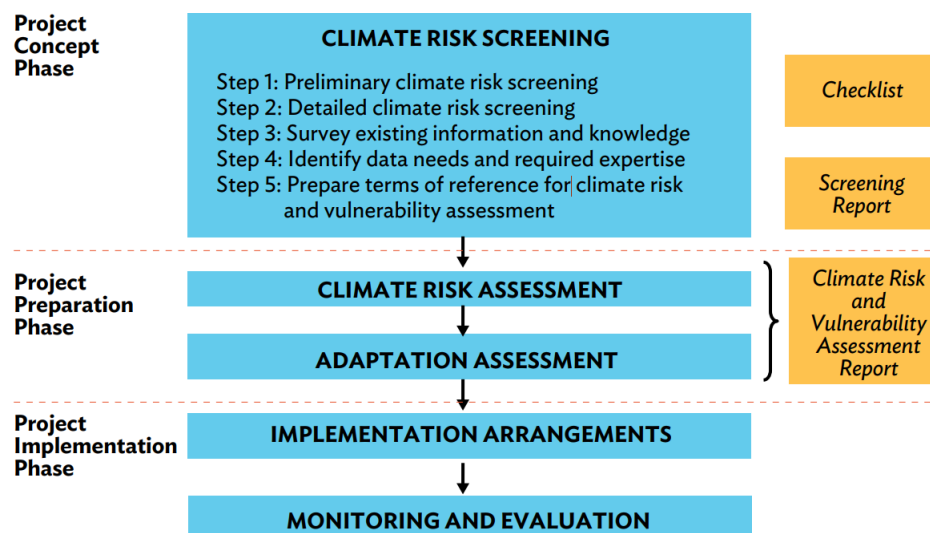 Project
Concept
Phase
CLIMATE RISK SCREENING
Step 1: Preliminary climate risk screening
Step 2: Detailed climate risk screening
Step 3: Survey existing information and knowledge
Step 4: Identify data needs and required expertise
Step 5: Prepare terms of reference for climate risk
and vulnerability assessment
Checklist
Screening
Report
Project
Preparation
Phase
CLIMATE RISK ASSESSMENT
ADAPTATION ASSESSMENT
Climate Risk
and
Vulnerability
Assessment
Report
Project
Implementation
Phase
IMPLEMENTATION ARRANGEMENTS
MONITORING AND EVALUATION